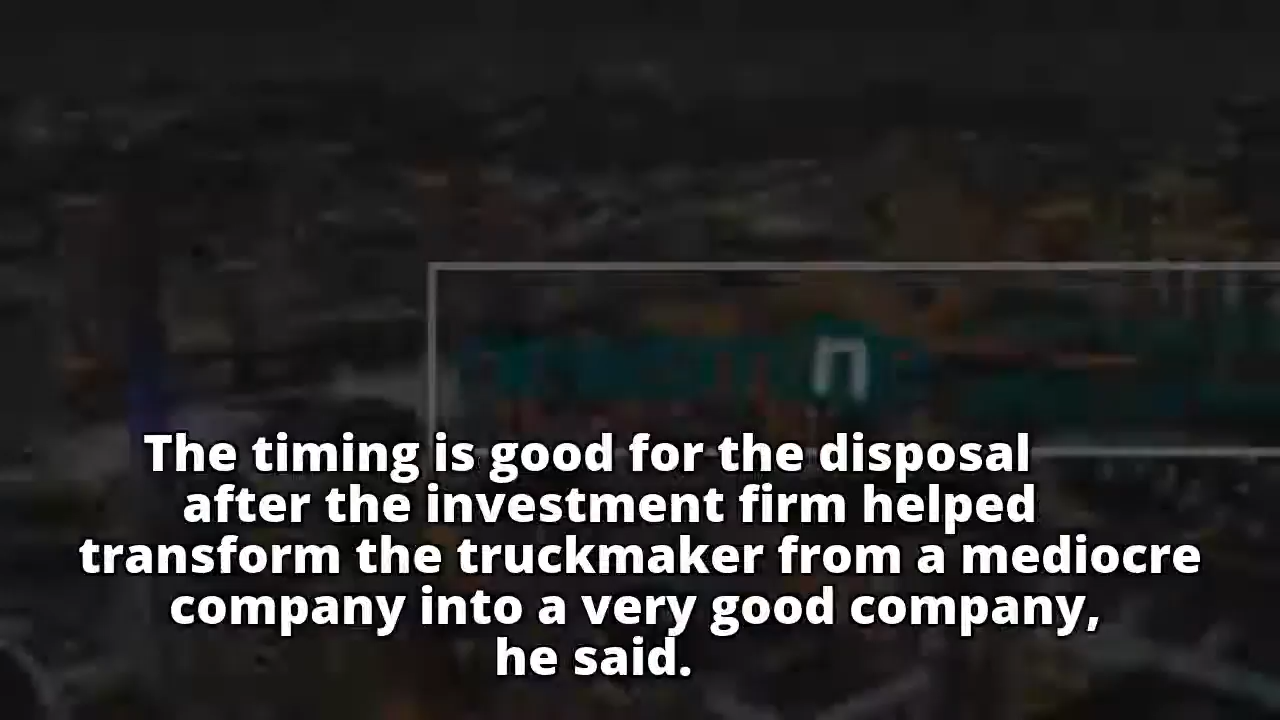 n
The timing is good for the disposal
after the investment firm helped
transform the truckmaker from a mediocre
company into a very good company,
he said.